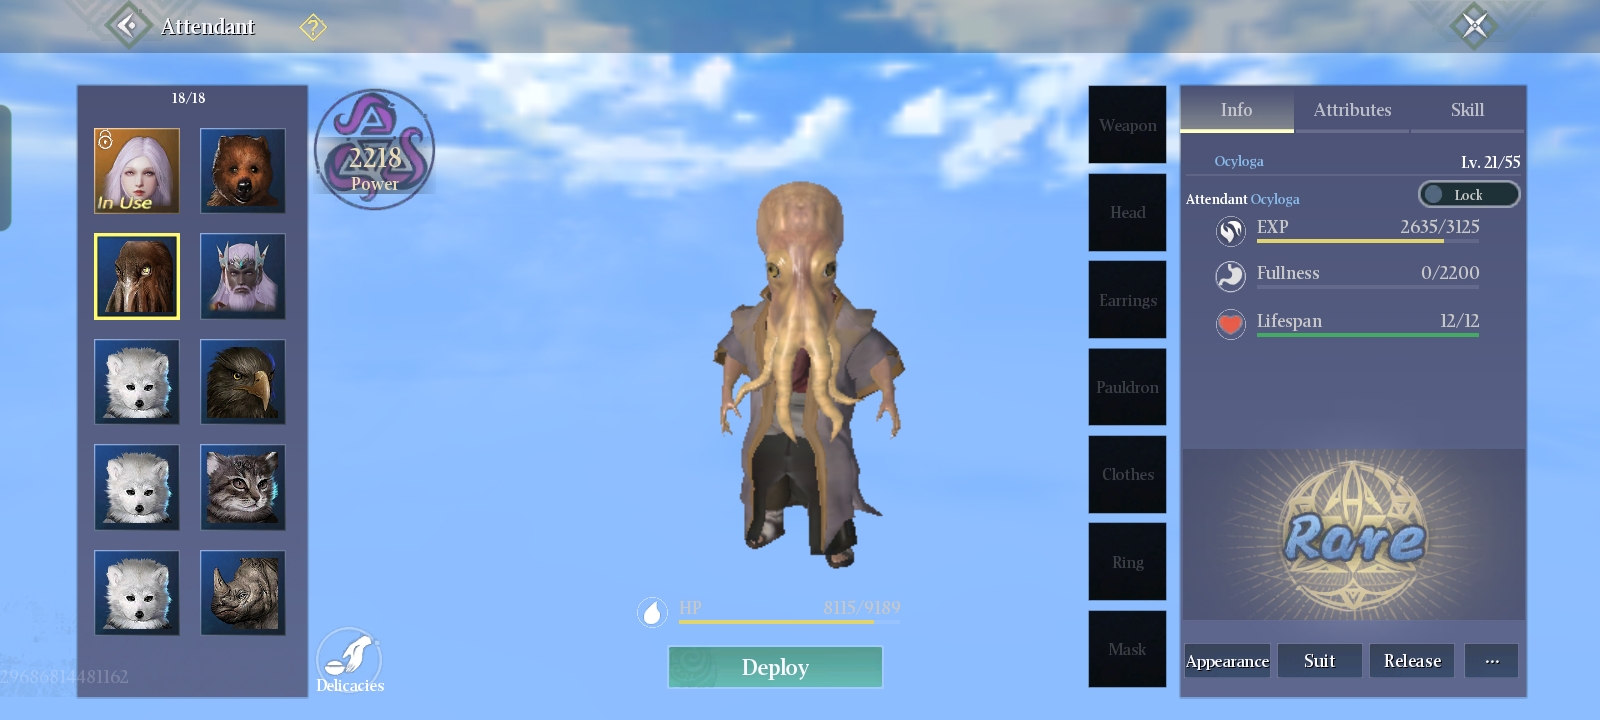 Attendant
?
18/18
In Use
2218
Power
Weapon
Head
Earrings
Pauldron
Clothes
Ring
Mask
Info
Attributes
Skill
Ocyloga
Lv. 21/55
Attendant Ocyloga
Lock
EXP
2635/3125
Fullness
0/2200
Lifespan
12/12
Rare
HP
8115/9189
Deploy
Delicacies
29686814481162
Appearance
Suit
Release
...